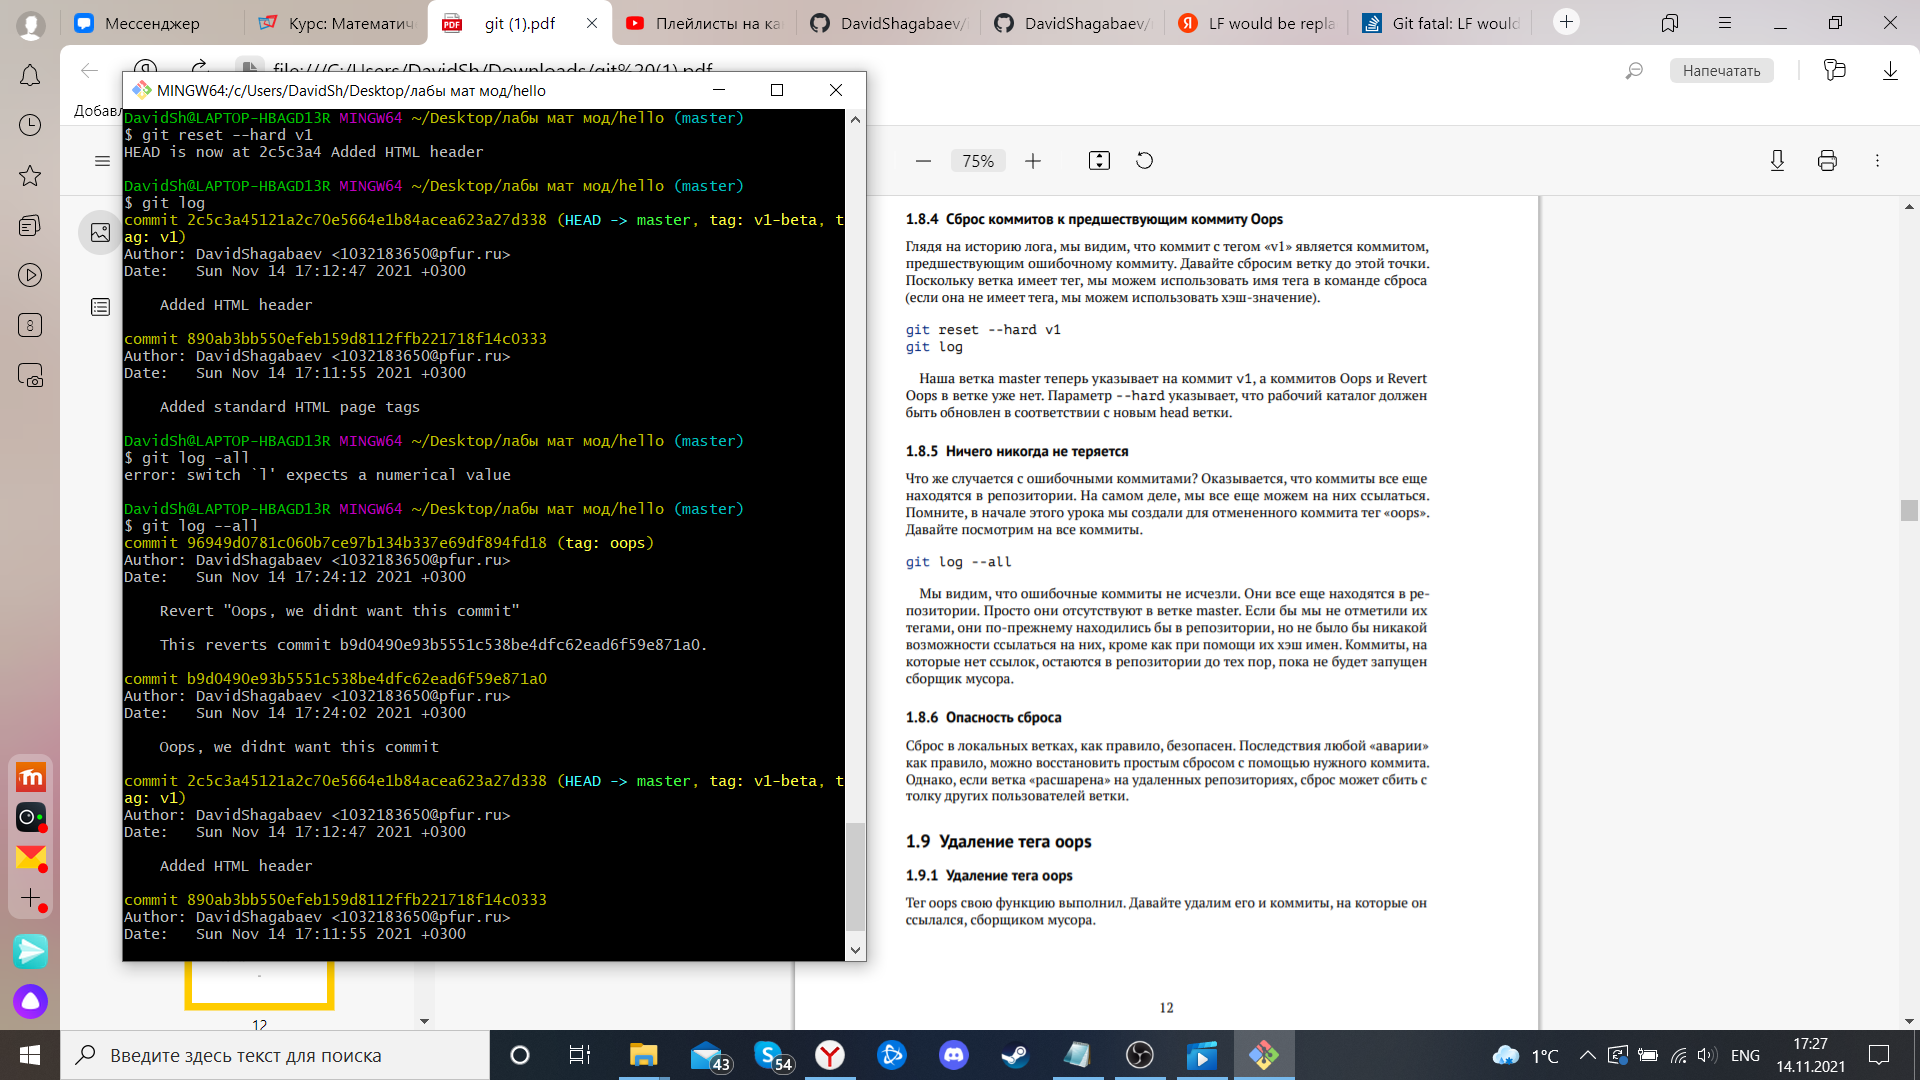 Мессенджер
Курс: Математич
git (1).pdf
Плейлисты на ка
DavidShagabaev/
DavidShagabaev/
LF would be repla
Git fatal: LF would
file:///C:/Users/DavidSh/Downloads/git%20(1).pdf
Напечатать
Добавл
MINGW64:/c/Users/DavidSh/Desktop/лабы мат мод/hello
DavidSh@LAPTOP-HBAGD13R MINGW64 ~/Desktop/лабы мат мод/hello (master)
$ git reset --hard v1
HEAD is now at 2c5c3a4 Added HTML header
DavidSh@LAPTOP-HBAGD13R MINGW64 ~/Desktop/лабы мат мод/hello (master)
$ git log
commit 2c5c3a45121a2c70e5664e1b84acea623a27d338 (HEAD -> master, tag: v1-beta, t
ag: v1)
Author: DavidShagabaev <1032183650@pfur.ru>
Date:   Sun Nov 14 17:12:47 2021 +0300
Added HTML header
commit 890ab3bb550efeb159d8112ffb221718f14c0333
Author: DavidShagabaev <1032183650@pfur.ru>
Date:   Sun Nov 14 17:11:55 2021 +0300
Added standard HTML page tags
DavidSh@LAPTOP-HBAGD13R MINGW64 ~/Desktop/лабы мат мод/hello (master)
$ git log -all
error: switch `l' expects a numerical value
DavidSh@LAPTOP-HBAGD13R MINGW64 ~/Desktop/лабы мат мод/hello (master)
$ git log --all
commit 96949d0781c060b7ce97b134b337e69df894fd18 (tag: oops)
Author: DavidShagabaev <1032183650@pfur.ru>
Date:   Sun Nov 14 17:24:12 2021 +0300
Revert "Oops, we didnt want this commit"
This reverts commit b9d0490e93b5551c538be4dfc62ead6f59e871a0.
commit b9d0490e93b5551c538be4dfc62ead6f59e871a0
Author: DavidShagabaev <1032183650@pfur.ru>
Date:   Sun Nov 14 17:24:02 2021 +0300
Oops, we didnt want this commit
commit 2c5c3a45121a2c70e5664e1b84acea623a27d338 (HEAD -> master, tag: v1-beta, t
ag: v1)
Author: DavidShagabaev <1032183650@pfur.ru>
Date:   Sun Nov 14 17:12:47 2021 +0300
Added HTML header
commit 890ab3bb550efeb159d8112ffb221718f14c0333
Author: DavidShagabaev <1032183650@pfur.ru>
Date:   Sun Nov 14 17:11:55 2021 +0300
12
75%
1.8.4 Сброс коммитов к предшествующим коммиту Oops
Глядя на историю лога, мы видим, что коммит с тегом «v1» является коммитом,
предшествующим ошибочному коммиту. Давайте сбросим ветку до этой точки.
Поскольку ветка имеет тег, мы можем использовать имя тега в команде сброса
(если она не имеет тега, мы можем использовать хэш-значение).
git reset --hard v1
git log
Наша ветка master теперь указывает на коммит v1, а коммитов Oops и Revert
Oops в ветке уже нет. Параметр --hard указывает, что рабочий каталог должен
быть обновлен в соответствии с новым head ветки.
1.8.5 Ничего никогда не теряется
Что же случается с ошибочными коммитами? Оказывается, что коммиты все еще
находятся в репозитории. На самом деле, мы все еще можем на них ссылаться.
Помните, в начале этого урока мы создали для отмененного коммита тег «oops».
Давайте посмотрим на все коммиты.
git log --all
Мы видим, что ошибочные коммиты не исчезли. Они все еще находятся в ре-
позитории. Просто они отсутствуют в ветке master. Если бы мы не отметили их
тегами, они по-прежнему находились бы в репозитории, но не было бы никакой
возможности ссылаться на них, кроме как при помощи их хэш имен. Коммиты, на
которые нет ссылок, остаются в репозитории до тех пор, пока не будет запущен
сборщик мусора.
1.8.6 Опасность сброса
Сброс в локальных ветках, как правило, безопасен. Последствия любой «аварии»
как правило, можно восстановить простым сбросом с помощью нужного коммита.
Однако, если ветка «расшарена» на удаленных репозиториях, сброс может сбить с
толку других пользователей ветки.
1.9 Удаление тега oops
1.9.1 Удаление тега oops
Тег oops свою функцию выполнил. Давайте удалим его и коммиты, на которые он
ссылался, сборщиком мусора.
12
8
Введите здесь текст для поиска
43
54
1°C
ENG
17:27
14.11.2021